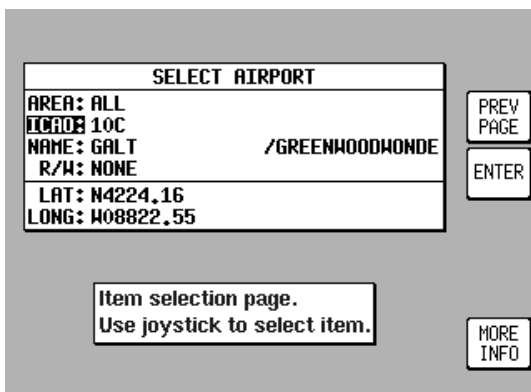 SELECT AIRPORT
AREA: ALL
ICAO: 10C
NAME: GALT /GREENWOODWONDE
R/W: NONE
LAT: N4224.16
LONG: W08822.55
PREV
PAGE
ENTER
Item selection page.
Use joystick to select item.
MORE
INFO